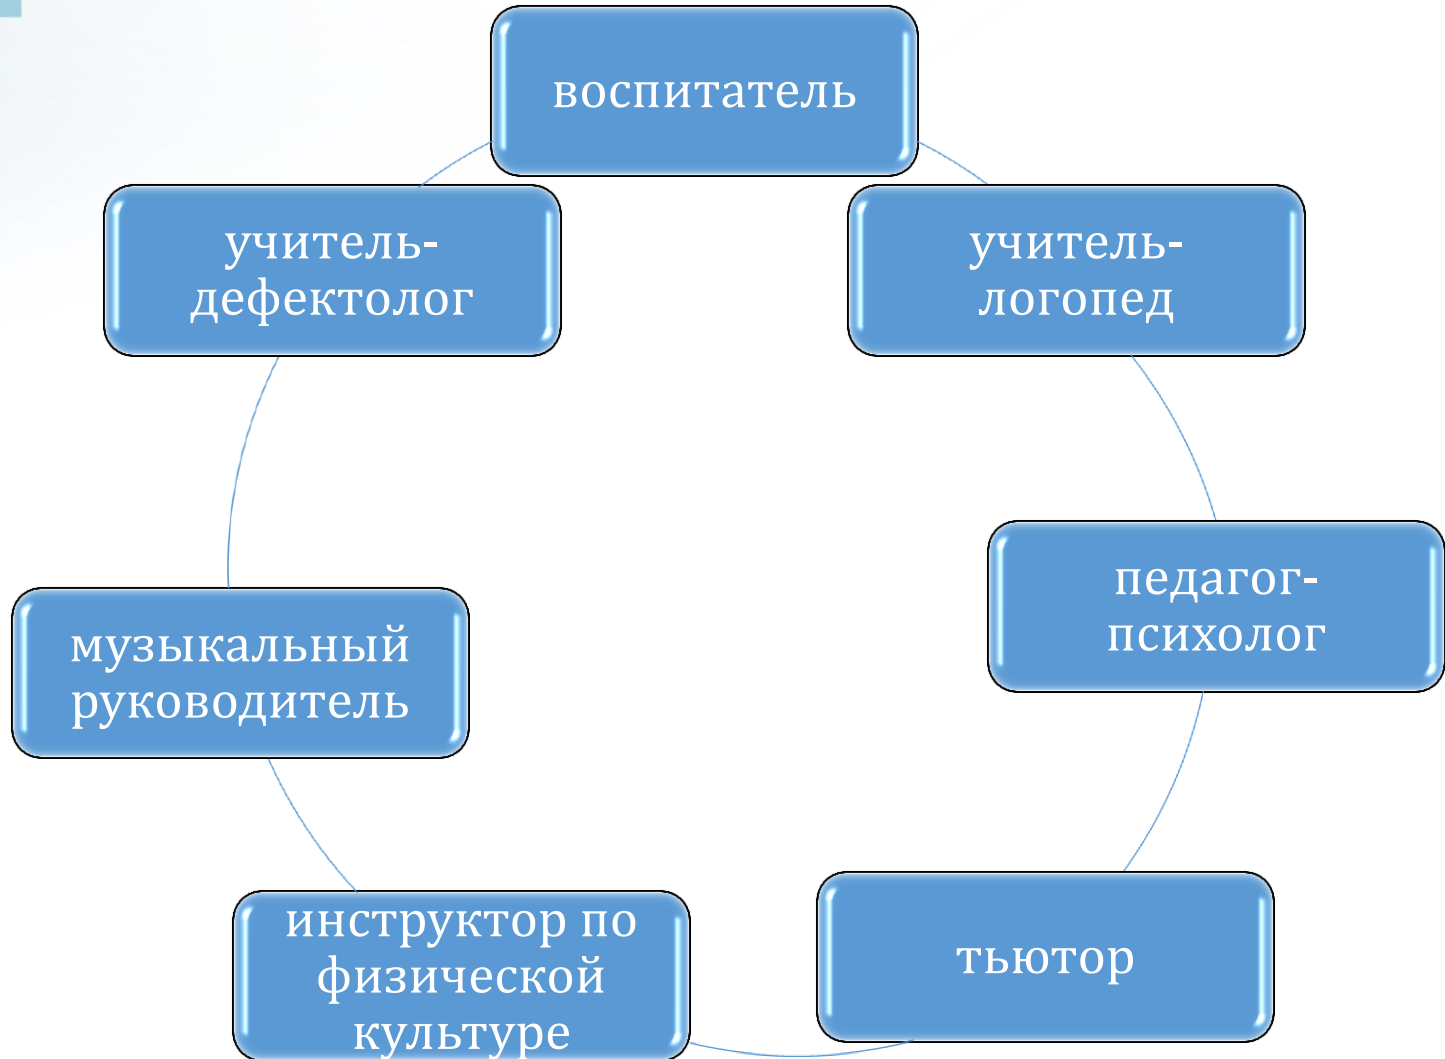 воспитатель
учитель-
дефектолог
учитель-
логопед
педагог-
психолог
музыкальный
руководитель
инструктор по
физической
культуре
тьютор